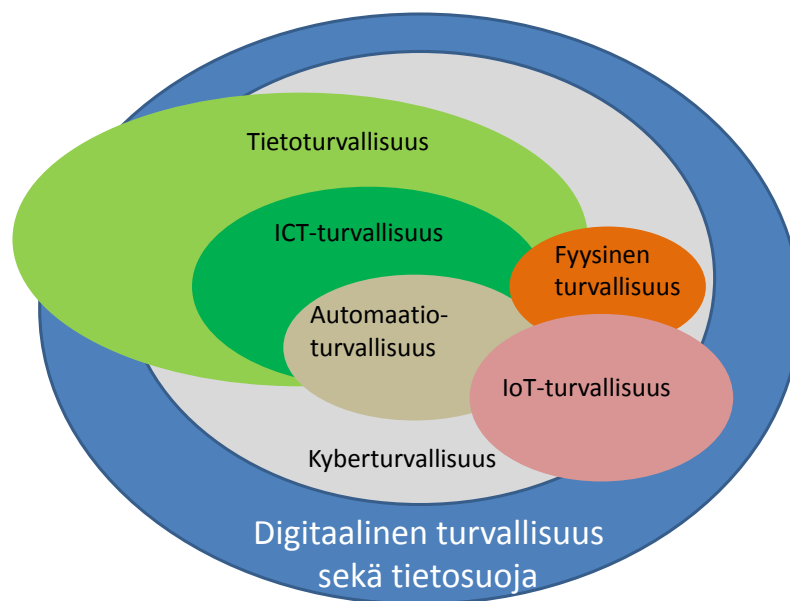 Tietoturvallisuus
ICT-turvallisuus
Fyysinen
turvallisuus
Automaatio-
turvallisuus
IoT-turvallisuus
Kyberturvallisuus
Digitaalinen turvallisuus
sekä tietosuoja